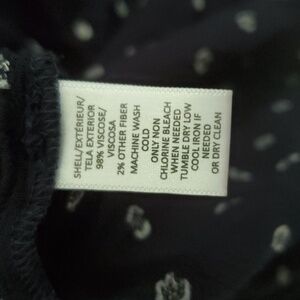 SHELL/EXTÉRIEUR/
TELA EXTERIOR
98% VISCOSE/
VISCOSA
2% OTHER FIBER
MACHINE WASH
COLD
ONLY NON
CHLORINE BLEACH
WHEN NEEDED
TUMBLE DRY LOW
COOL IRON IF
NEEDED
OR DRY CLEAN